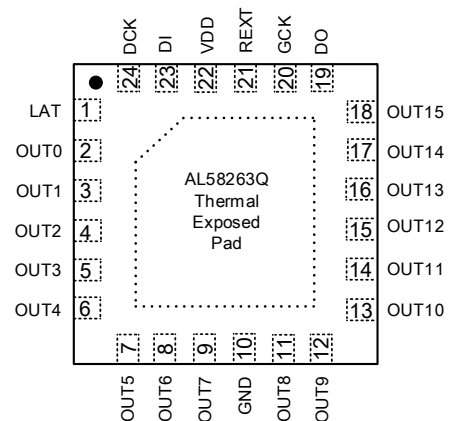 DCK DI VDD REXT GCK DO
24 23 22 21 20 19
LAT 1
OUT0 2
OUT1 3
OUT2 4
OUT3 5
OUT4 6
AL58263Q
Thermal
Exposed
Pad
18 OUT15
17 OUT14
16 OUT13
15 OUT12
14 OUT11
13 OUT10
7 8 9 10 11 12
OUT5 OUT6 OUT7 GND OUT8 OUT9